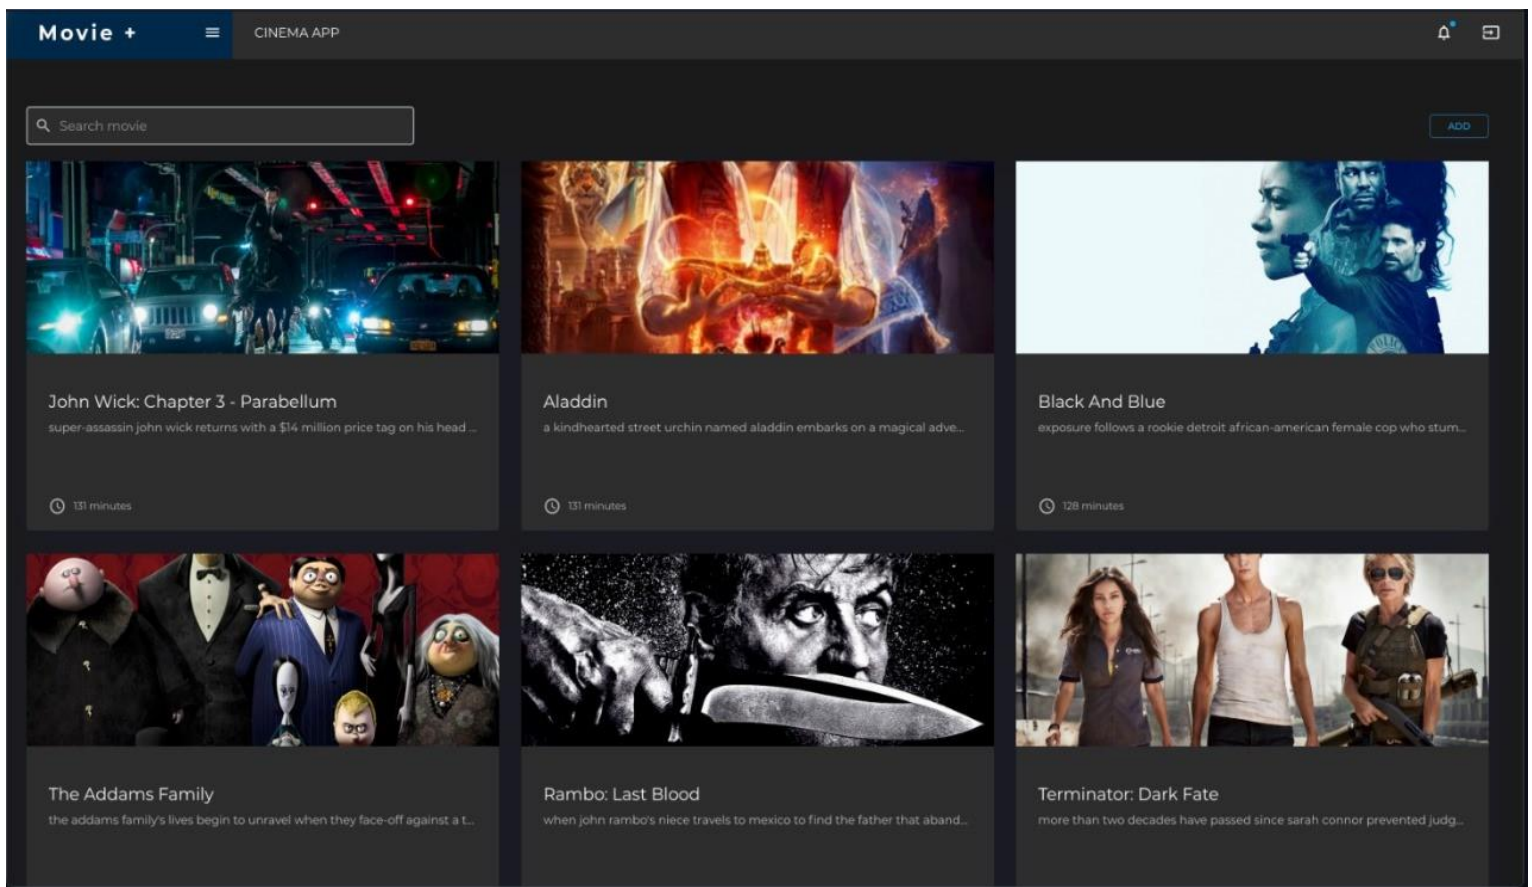 Movie +
CINEMA APP
Search movie
ADD
John Wick: Chapter 3 - Parabellum
super-assassin john wick returns with a $14 million price tag on his head ...
131 minutes
Aladdin
a kindhearted street urchin named aladdin embarks on a magical adve...
131 minutes
Black And Blue
exposure follows a rookie detroit african-american female cop who stum...
128 minutes
The Addams Family
the addams family's lives begin to unravel when they face-off against a t...
Rambo: Last Blood
when john rambo's niece travels to mexico to find the father that aband...
Terminator: Dark Fate
more than two decades have passed since sarah connor prevented judg...